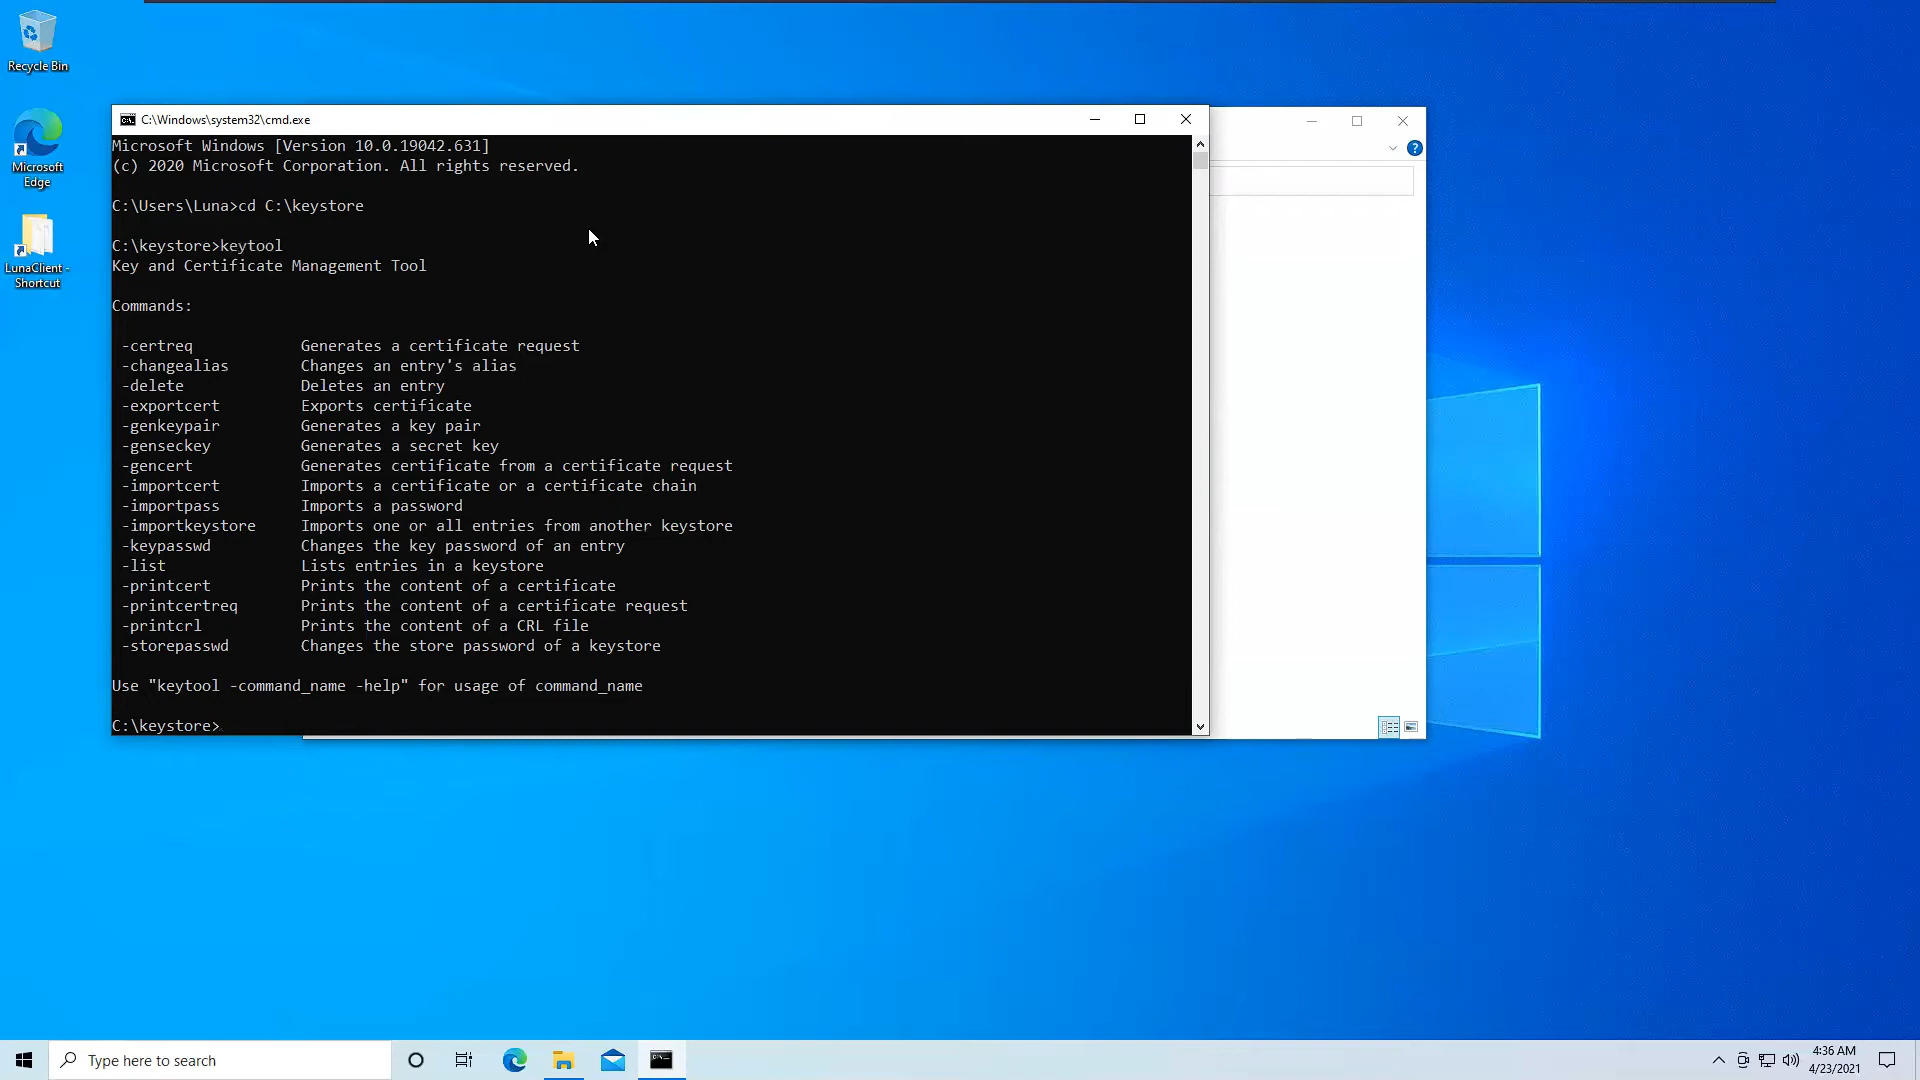 Recycle Bin
Microsoft
Edge
LunaClient -
Shortcut
C:\Windows\system32\cmd.exe
Microsoft Windows [Version 10.0.19042.631]
(c) 2020 Microsoft Corporation. All rights reserved.
C:\Users\Luna>cd C:\keystore
C:\keystore>keytool
Key and Certificate Management Tool
Commands:
-certreq Generates a certificate request
-changealias Changes an entry's alias
-delete Deletes an entry
-exportcert Exports certificate
-genkeypair Generates a key pair
-genseckey Generates a secret key
-gencert Generates certificate from a certificate request
-importcert Imports a certificate or a certificate chain
-importpass Imports a password
-importkeystore Imports one or all entries from another keystore
-keypasswd Changes the key password of an entry
-list Lists entries in a keystore
-printcert Prints the content of a certificate
-printcertreq Prints the content of a certificate request
-printcrl Prints the content of a CRL file
-storepasswd Changes the store password of a keystore
Use "keytool -command_name -help" for usage of command_name
C:\keystore>
Type here to search
4:36 AM
4/23/2021